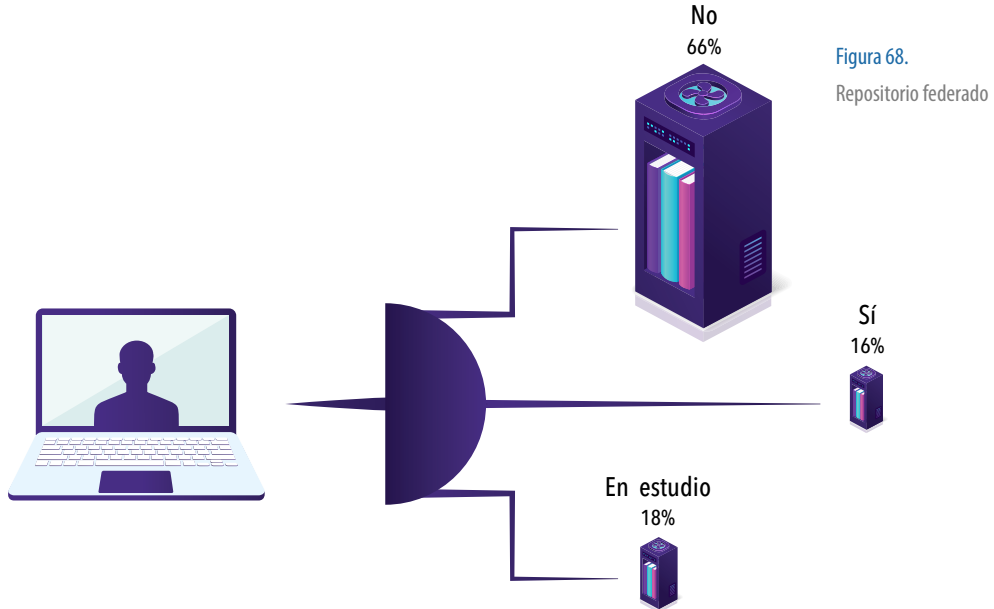 No
66%
Figura 68.
Repositorio federado
Sí
16%
En estudio
18%